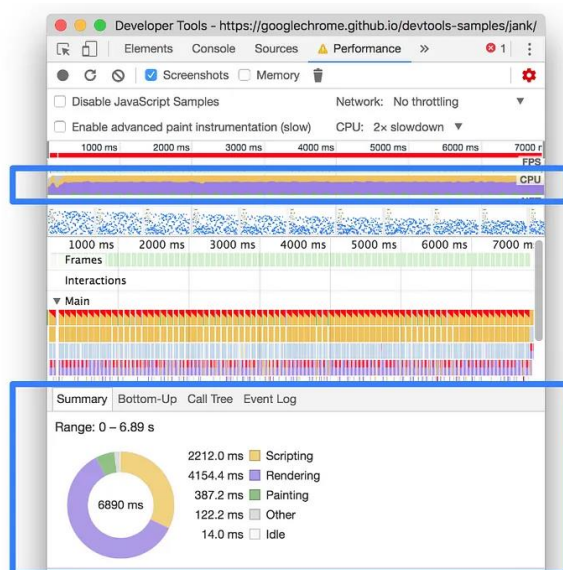 Developer Tools - https://googlechrome.github.io/devtools-samples/jank/
Elements Console Sources Performance » 1
Screenshots Memory
Disable JavaScript Samples Network: No throttling
Enable advanced paint instrumentation (slow) CPU: 2× slowdown
1000 ms 2000 ms 3000 ms 4000 ms 5000 ms 6000 ms 7000
FPS
CPU
1000 ms 2000 ms 3000 ms 4000 ms 5000 ms 6000 ms 7000 m
Frames
Interactions
Main
Summary Bottom-Up Call Tree Event Log
Range: 0 – 6.89 s
2212.0 ms Scripting
4154.4 ms Rendering
6890 ms
387.2 ms Painting
122.2 ms Other
14.0 ms Idle